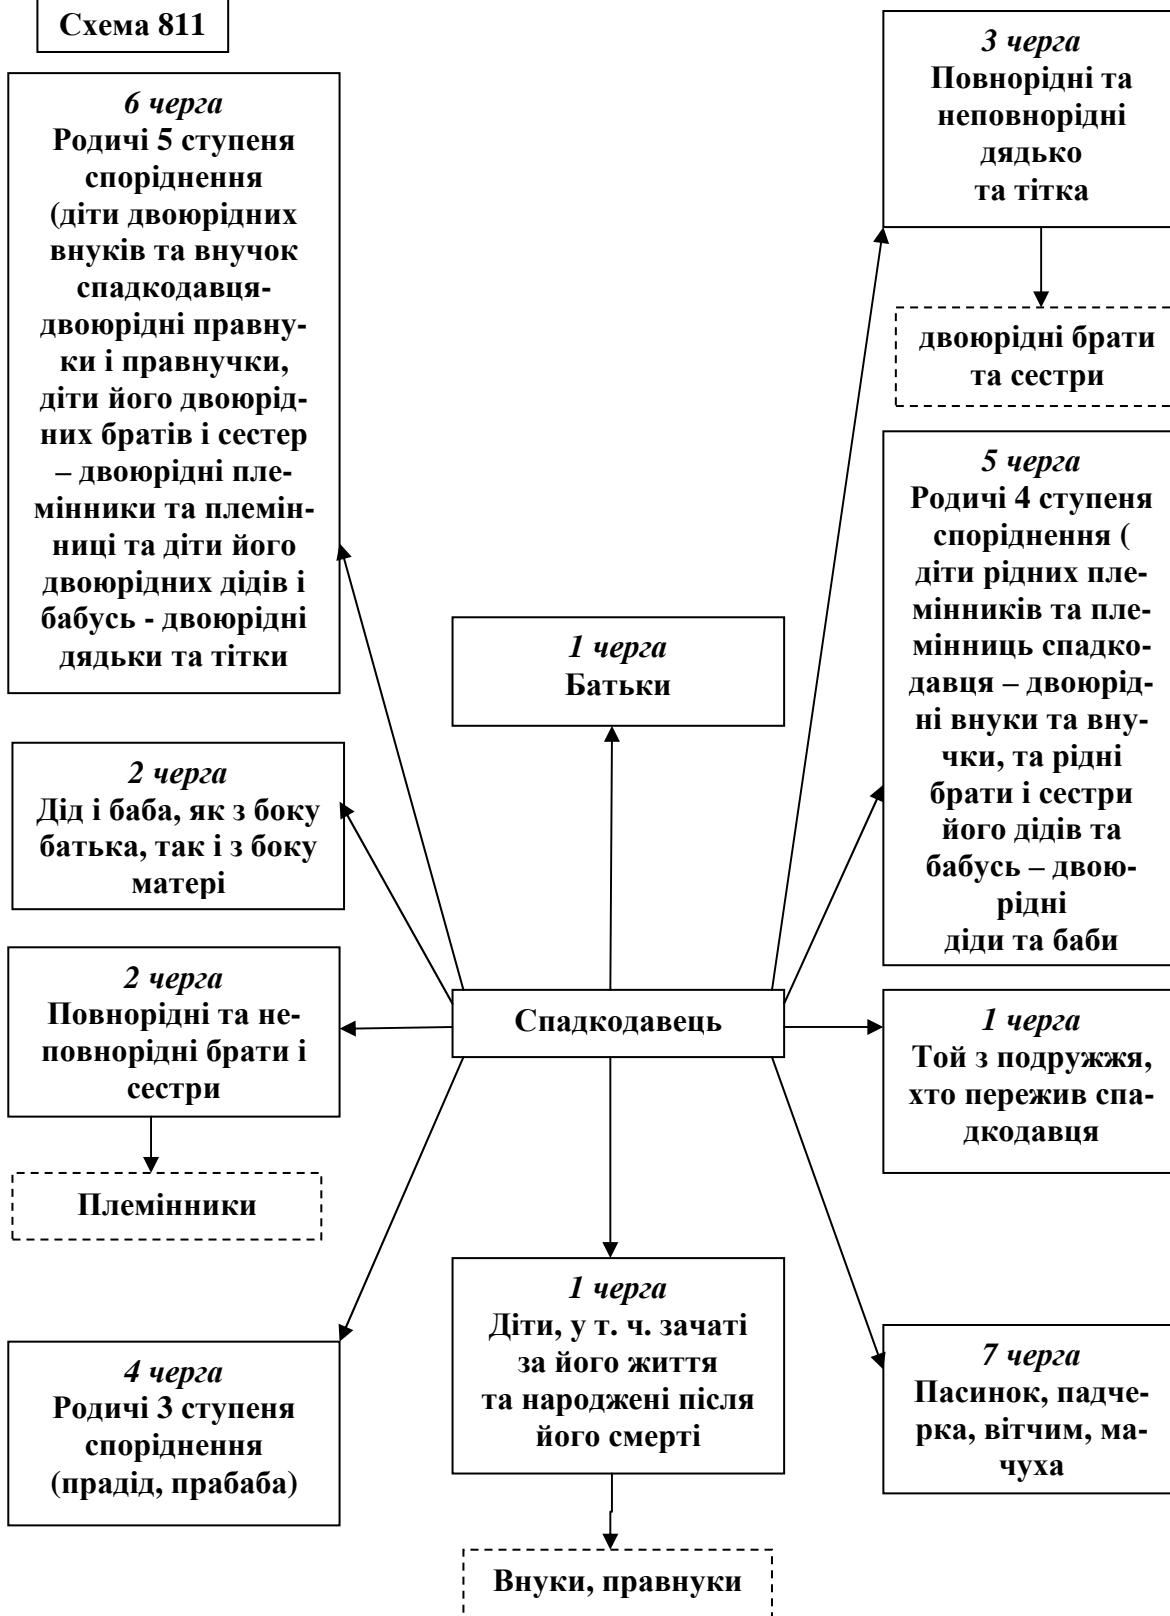 Схема 811
6 черга
Родичі 5 ступеня
споріднення
(діти двоюрідних
внуків та внучок
спадкодавця-
двоюрідні правну-
ки і правнучки,
діти його двоюрід-
них братів і сестер
– двоюрідні пле-
мінники та племін-
ниці та діти його
двоюрідних дідів і
бабусь - двоюрідні
дядьки та тітки
3 черга
Повнорідні та
неповнорідні
дядько
та тітка
двоюрідні брати
та сестри
5 черга
Родичі 4 ступеня
споріднення (
діти рідних пле-
мінників та пле-
мінниць спадко-
давця – двоюрід-
ні внуки та вну-
чки, та рідні
брати і сестри
його дідів та
бабусь – двою-
рідні
діди та баби
1 черга
Батьки
2 черга
Дід і баба, як з боку
батька, так і з боку
матері
2 черга
Повнорідні та не-
повнорідні брати і
сестри
Племінники
Спадкодавець
1 черга
Той з подружжя,
хто пережив спа-
дкодавця
4 черга
Родичі 3 ступеня
споріднення
(прадід, прабаба)
1 черга
Діти, у т. ч. зачаті
за його життя
та народжені після
його смерті
Внуки, правнуки
7 черга
Пасинок, падче-
рка, вітчим, ма-
чуха